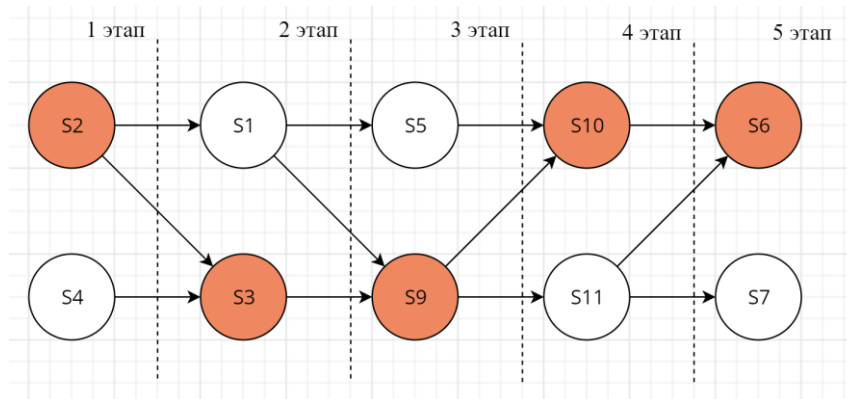 1 этап 2 этап 3 этап 4 этап 5 этап
S2 S1 S5 S10 S6
S4 S3 S9 S11 S7